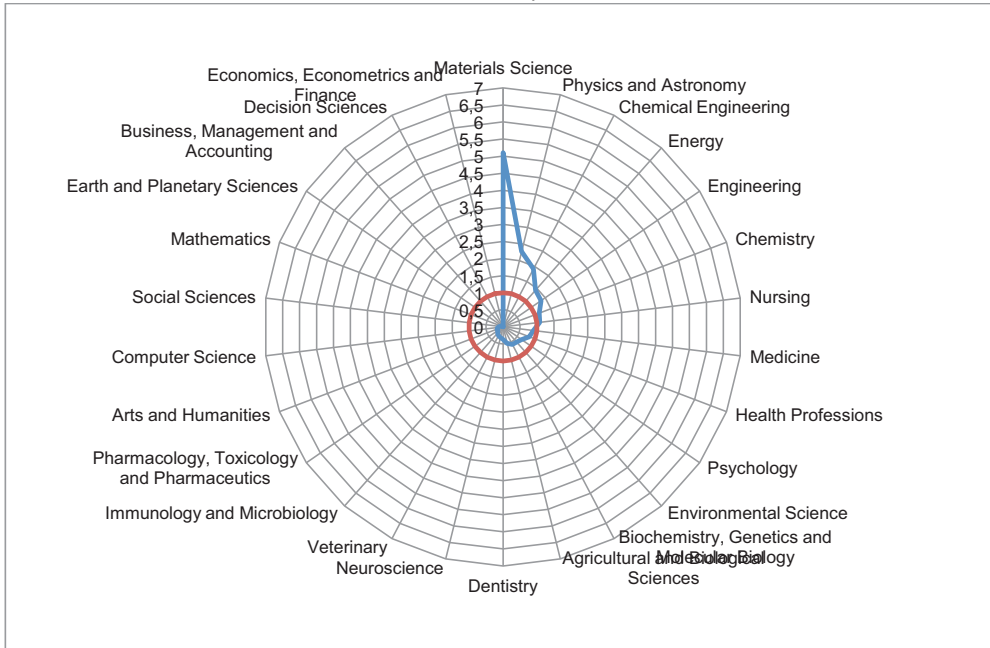 Materials Science
Physics and Astronomy
Chemical Engineering
Energy
Engineering
Chemistry
Nursing
Medicine
Health Professions
Psychology
Environmental Science
Biochemistry, Genetics and
Molecular Biology
Agricultural and Biological
Sciences
Dentistry
Neuroscience
Veterinary
Immunology and Microbiology
Pharmacology, Toxicology
and Pharmaceutics
Arts and Humanities
Computer Science
Social Sciences
Mathematics
Earth and Planetary Sciences
Business, Management and
Accounting
Decision Sciences
Economics, Econometrics and
Finance
7
6,5
6
5,5
5
4,5
4
3,5
3
2,5
2
1,5
1
0,5
0